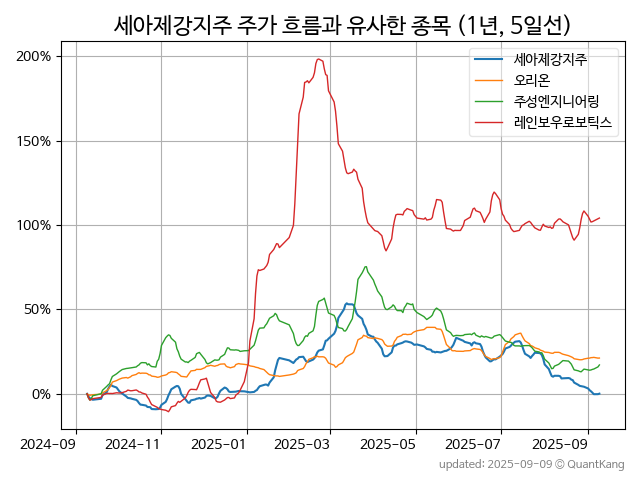 세아제강지주 주가 흐름과 유사한 종목 (1년, 5일선)
세아제강지주
오리온
주성엔지니어링
레인보우로보틱스
200%
150%
100%
50%
0%
2024-09 2024-11 2025-01 2025-03 2025-05 2025-07 2025-09
updated: 2025-09-09 © QuantKang